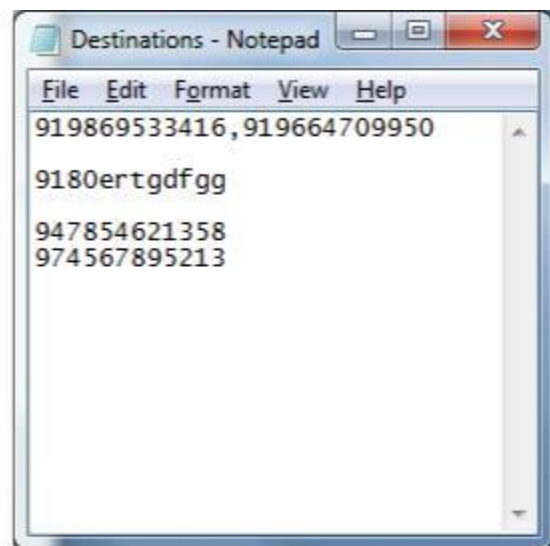 Destinations - Notepad
File Edit Format View Help
919869533416,919664709950
9180ertgdfgg
947854621358
974567895213